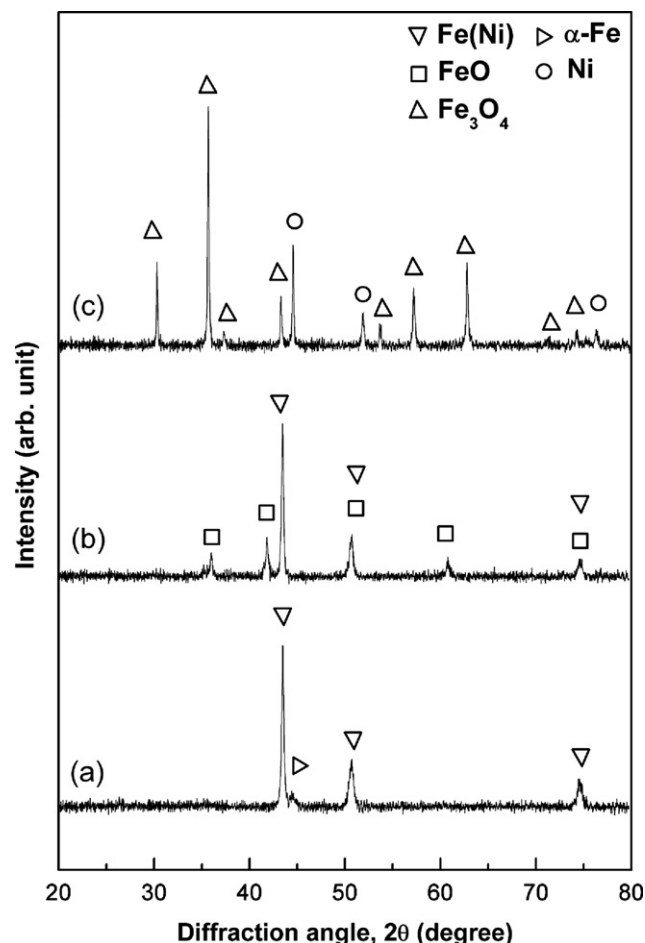 ▽ Fe(Ni) ▷ α-Fe
□ FeO ○ Ni
△ Fe₃O₄
(c)
(b)
(a)
Intensity (arb. unit)
20 30 40 50 60 70 80
Diffraction angle, 2θ (degree)